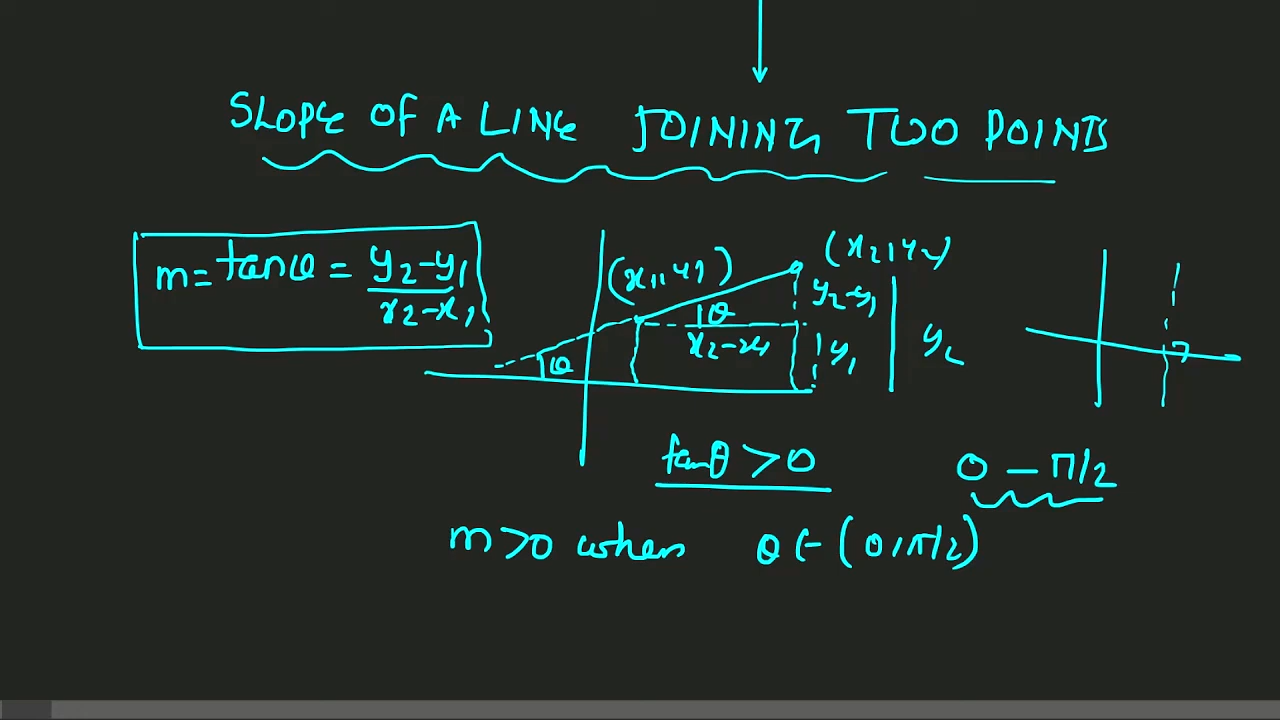 SLOPE OF A LINE JOINING TWO POINTS
m = tanθ = y2-y1
x2-x1
(x1,y1)
(x2,y2)
y2-y1
θ
x2-x1
y1
y2
θ
tanθ > 0
0 - π/2
m>0 when θ ∈ (0,π/2)